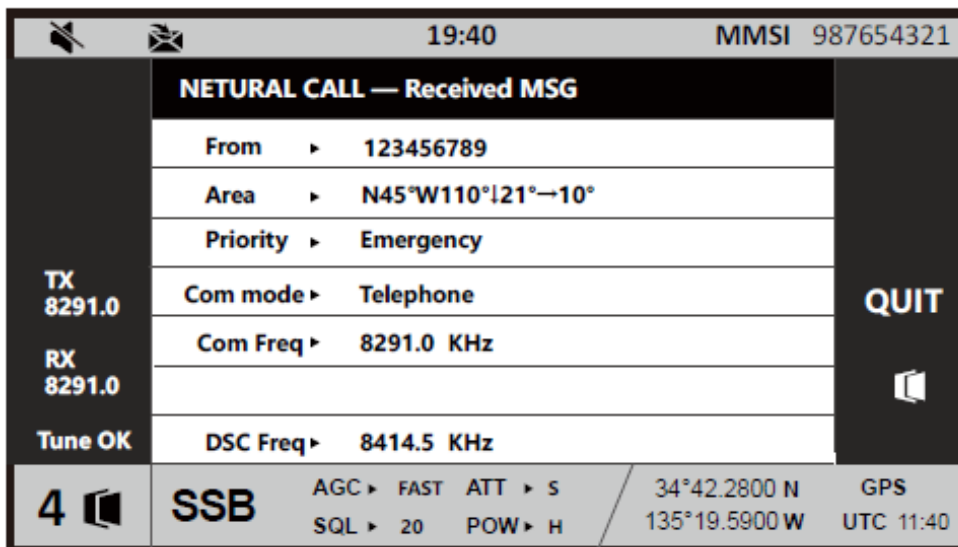 19:40 MMSI 987654321
NETURAL CALL — Received MSG
From ▸ 123456789
Area ▸ N45°W110°↓21°→10°
Priority ▸ Emergency
Com mode ▸ Telephone
Com Freq ▸ 8291.0 KHz
DSC Freq ▸ 8414.5 KHz
TX
8291.0
RX
8291.0
Tune OK
QUIT
4 SSB
AGC ▸ FAST ATT ▸ S
SQL ▸ 20 POW ▸ H
34°42.2800 N
135°19.5900 W
GPS
UTC 11:40